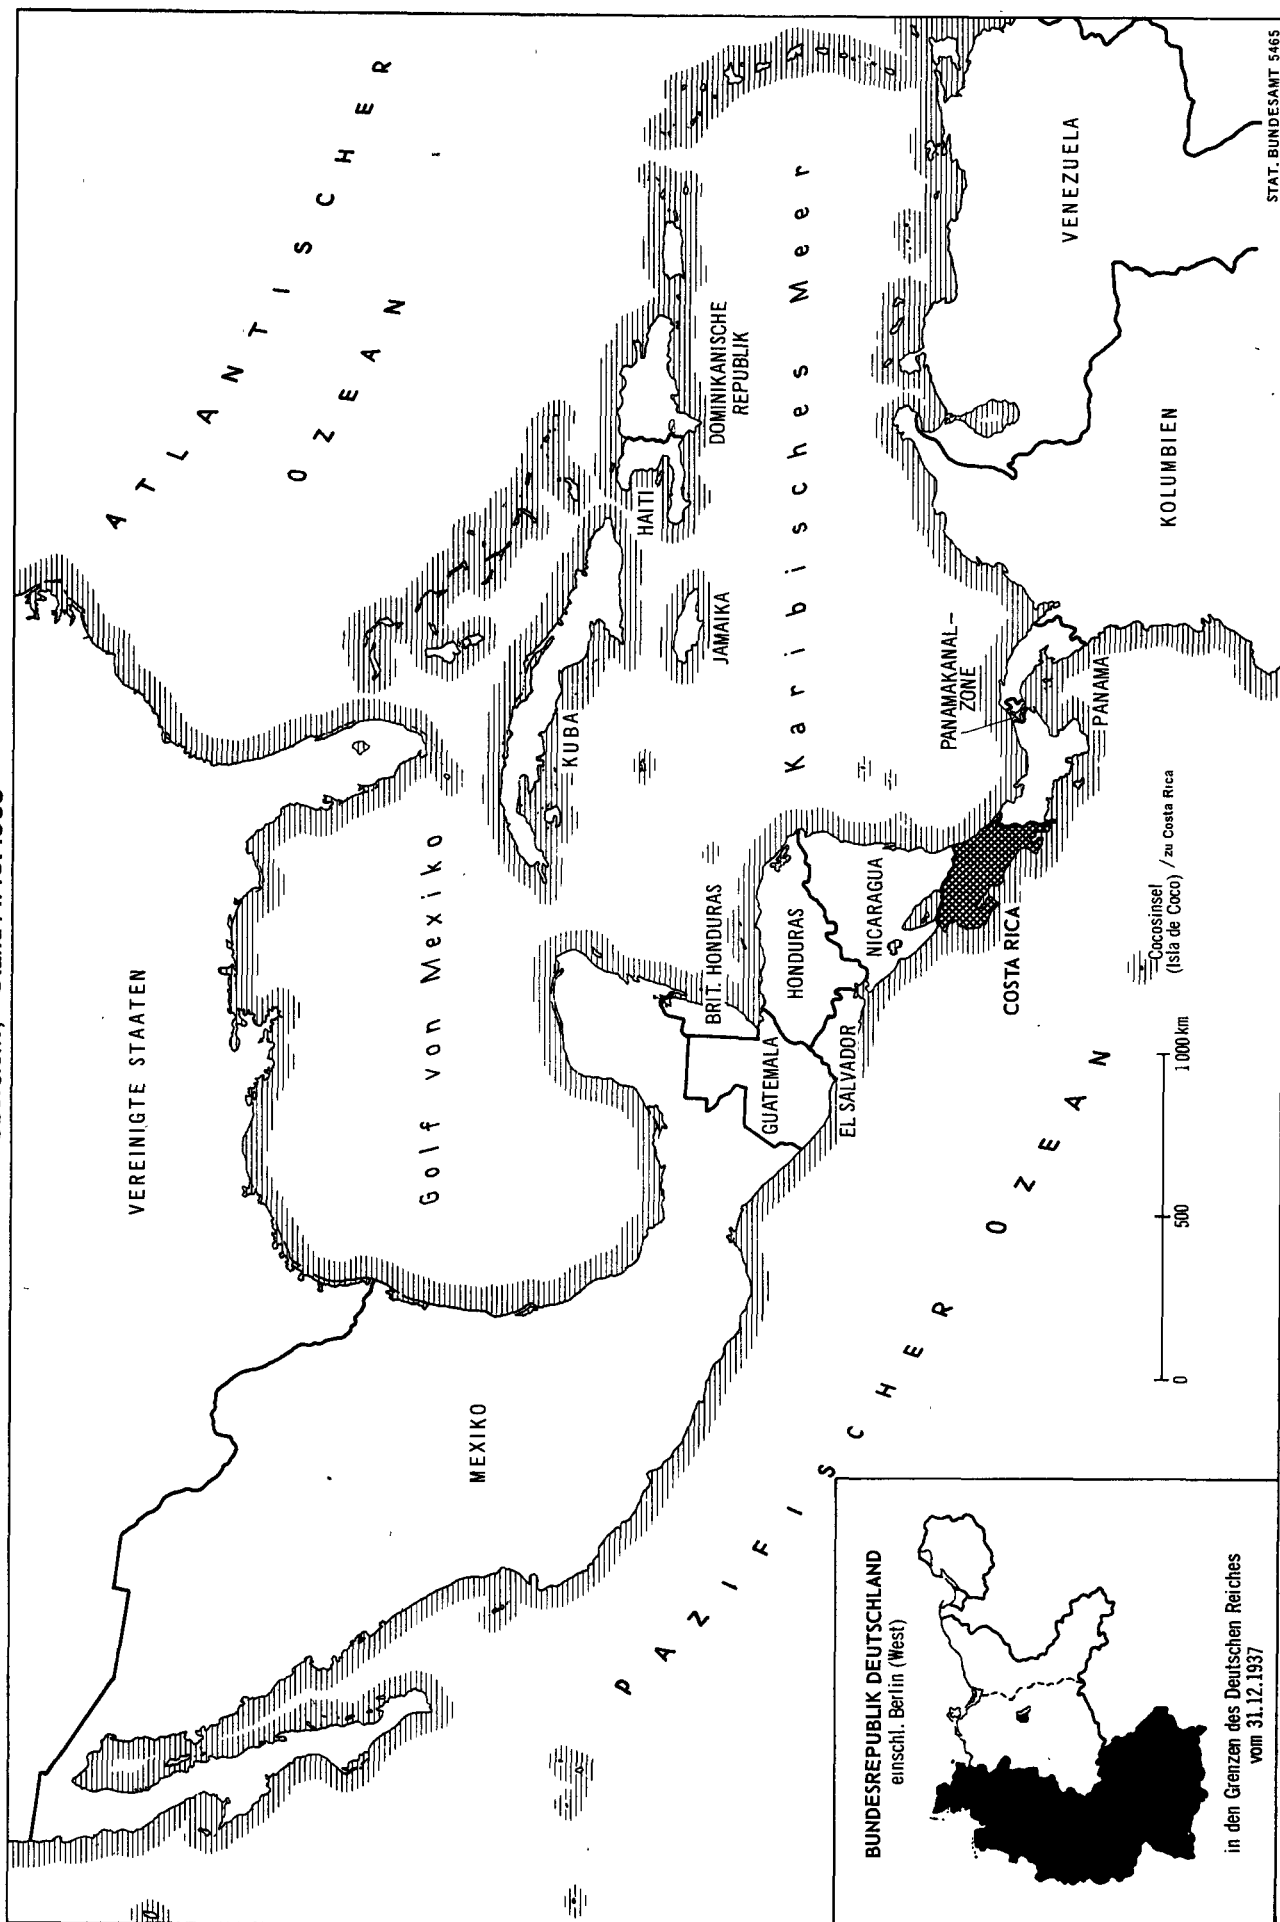 VEREINIGTE STAATEN
ATLANTISCHER
OZEAN
Golf von Mexiko
MEXIKO
KUBA
HAITI
DOMINIKANISCHE
REPUBLIK
JAMAIKA
BRIT. HONDURAS
GUATEMALA
HONDURAS
EL SALVADOR
NICARAGUA
Karibisches Meer
COSTA RICA
PANAMAKANAL-
ZONE
PANAMA
VENEZUELA
KOLUMBIEN
PAZIFISCHER OZEAN
Cocosinsel
(Isla de Coco) / zu Costa Rica
0 500 1000 km
BUNDESREPUBLIK DEUTSCHLAND
einschl. Berlin (West)
in den Grenzen des Deutschen Reiches
vom 31.12.1937
STAT. BUNDESAMT 5465